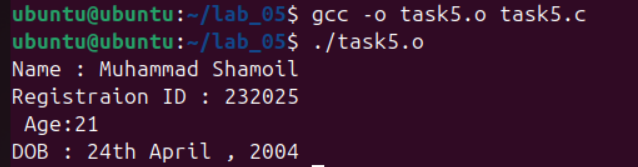 ubuntu@ubuntu:~/lab_05$ gcc -o task5.o task5.c
ubuntu@ubuntu:~/lab_05$ ./task5.o
Name : Muhammad Shamoil
Registraion ID : 232025
 Age:21
DOB : 24th April , 2004